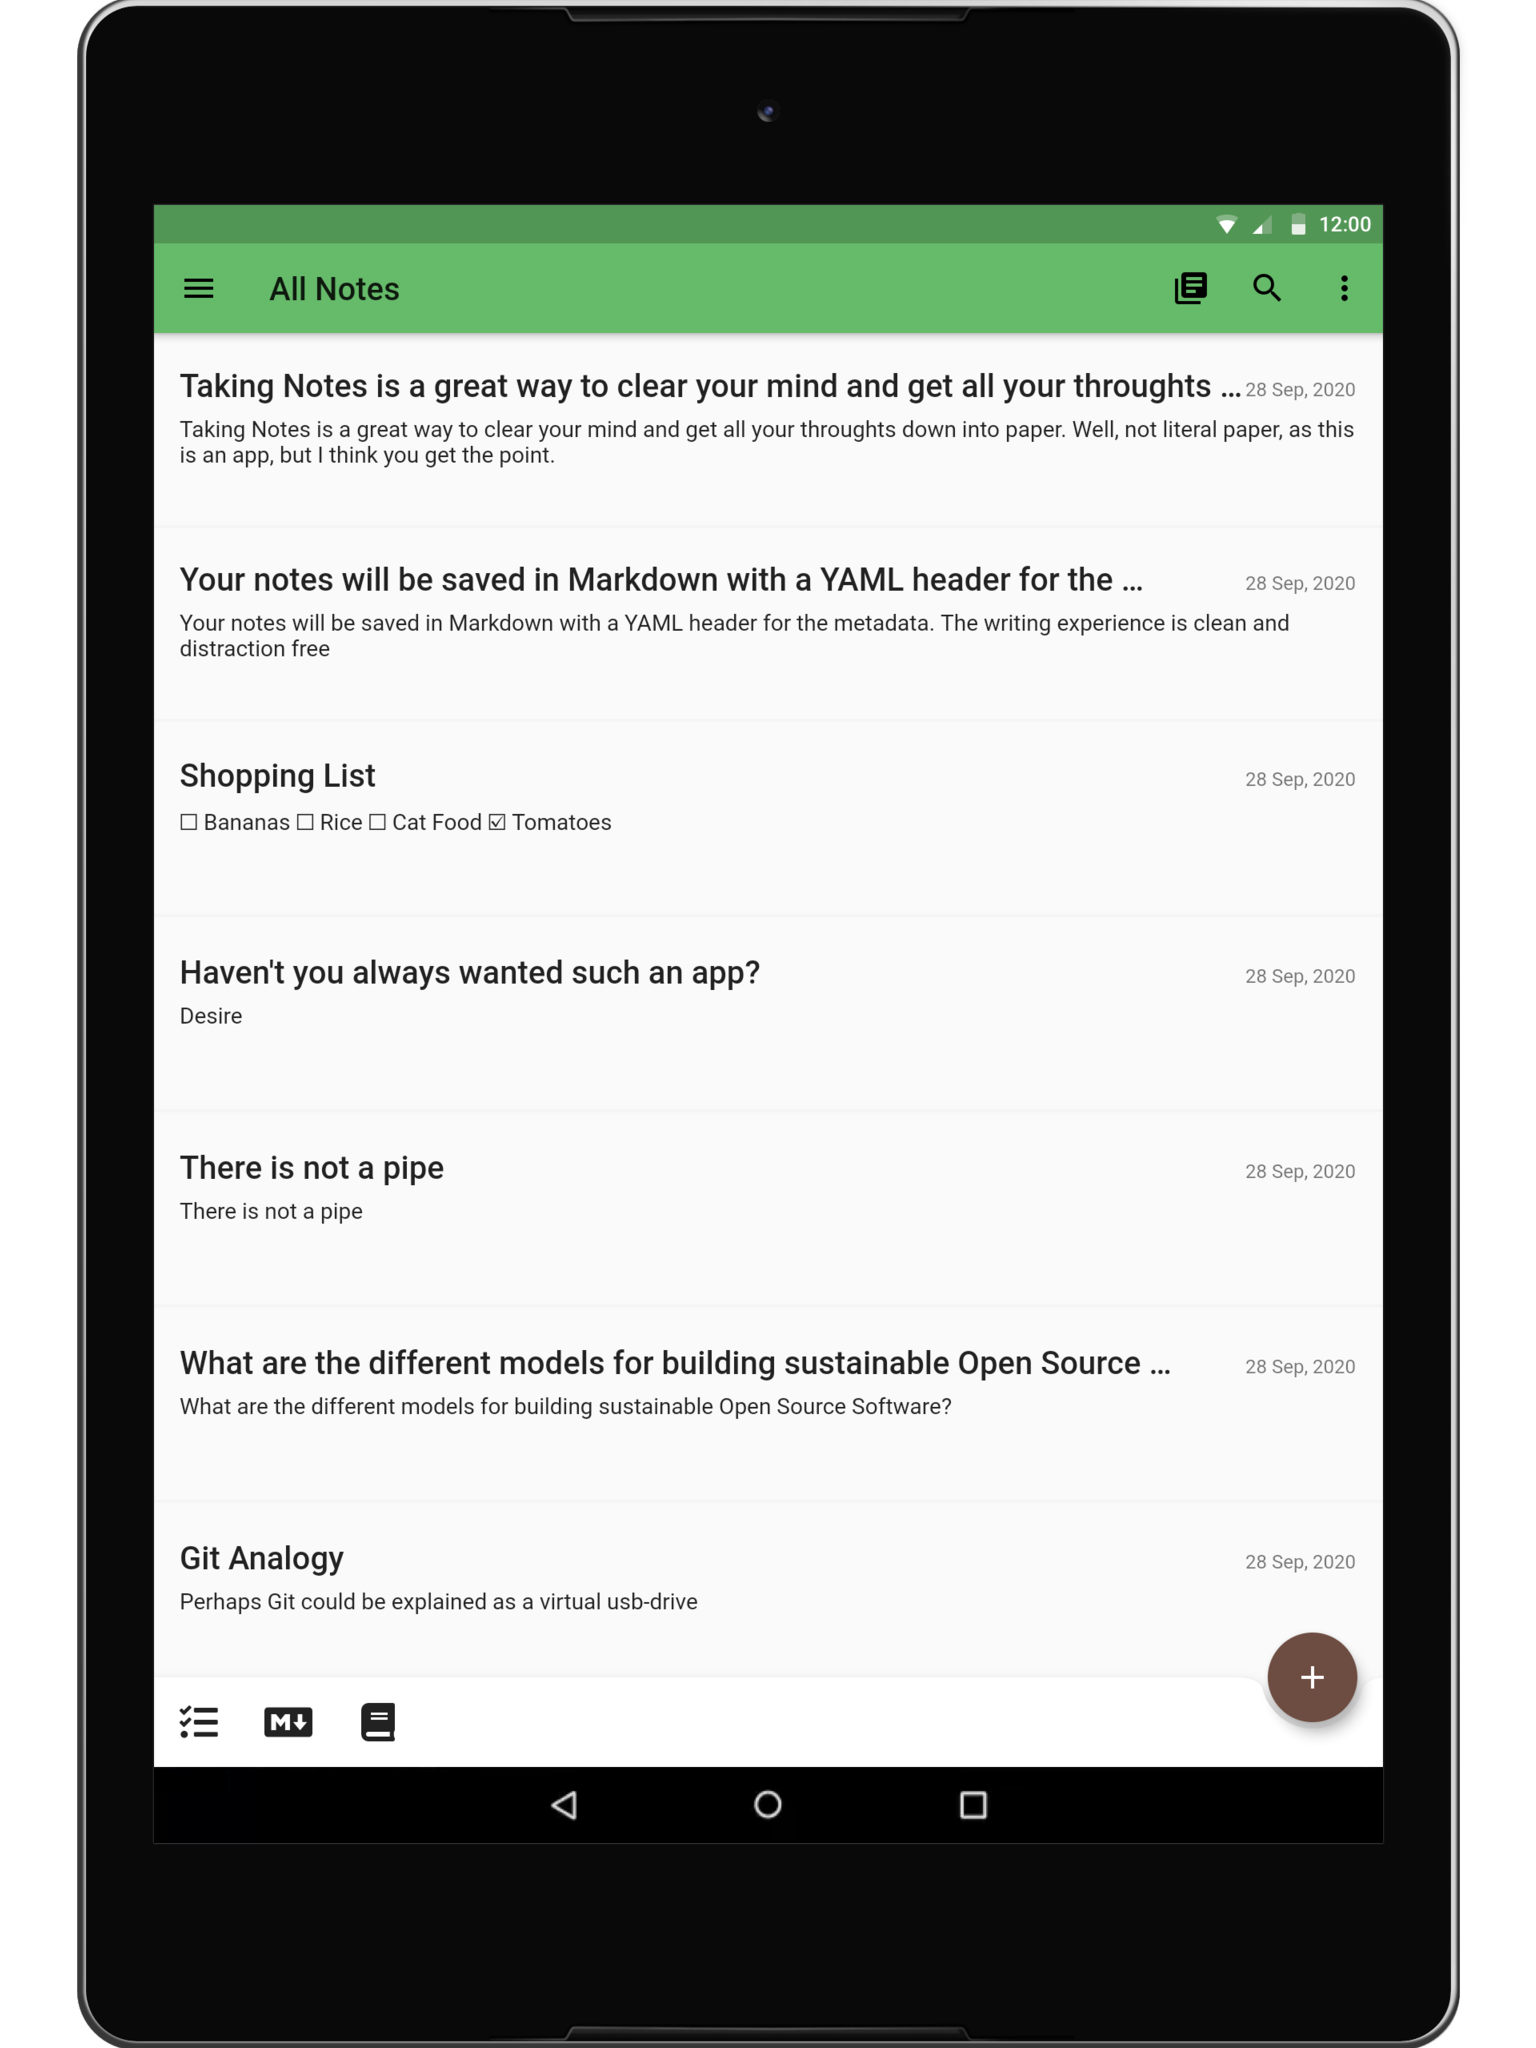 12:00
All Notes
Taking Notes is a great way to clear your mind and get all your throughts ... 28 Sep, 2020
Taking Notes is a great way to clear your mind and get all your throughts down into paper. Well, not literal paper, as this
is an app, but I think you get the point.
Your notes will be saved in Markdown with a YAML header for the ... 28 Sep, 2020
Your notes will be saved in Markdown with a YAML header for the metadata. The writing experience is clean and
distraction free
Shopping List 28 Sep, 2020
☐ Bananas ☐ Rice ☐ Cat Food ☑ Tomatoes
Haven't you always wanted such an app? 28 Sep, 2020
Desire
There is not a pipe 28 Sep, 2020
There is not a pipe
What are the different models for building sustainable Open Source ... 28 Sep, 2020
What are the different models for building sustainable Open Source Software?
Git Analogy 28 Sep, 2020
Perhaps Git could be explained as a virtual usb-drive
M